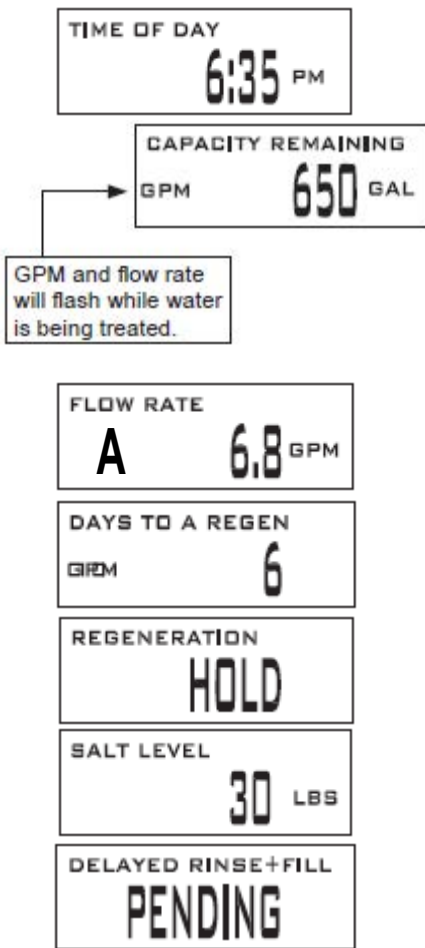 TIME OF DAY
6:35 PM
CAPACITY REMAINING
GPM 650 GAL
GPM and flow rate
will flash while water
is being treated.
FLOW RATE
A 6.8 GPM
DAYS TO A REGEN
6
REGENERATION
HOLD
SALT LEVEL
30 LBS
DELAYED RINSE+FILL
PENDING